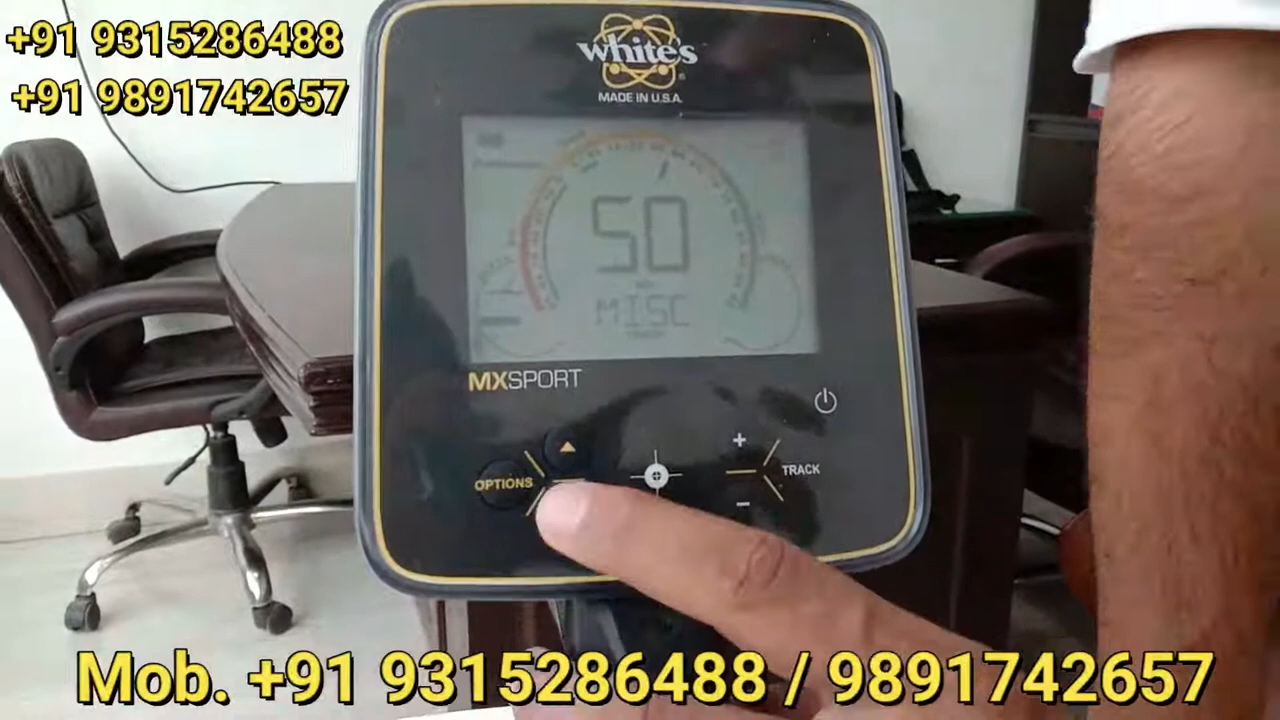 +91 9315286488
+91 9891742657
White's
MADE IN U.S.A.
50
MISC
MXSPORT
OPTIONS
+
TRACK
-
Mob. +91 9315286488 / 9891742657